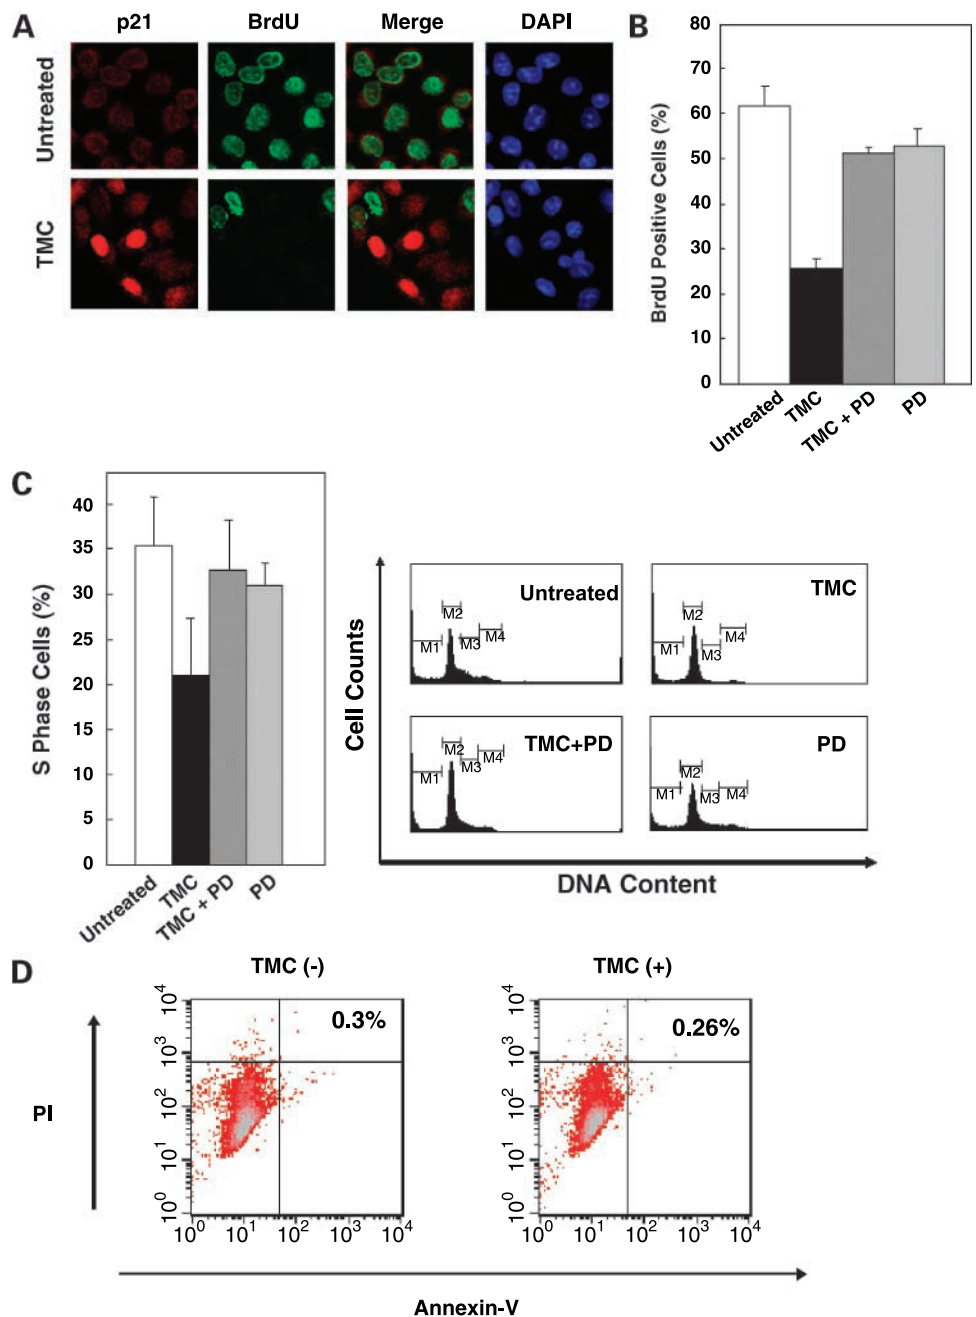 A
p21 BrdU Merge DAPI
Untreated
TMC
B
BrdU Positive Cells (%)
80
70
60
50
40
30
20
10
0
Untreated TMC TMC + PD PD
C
S Phase Cells (%)
40
35
30
25
20
15
10
5
0
Untreated TMC TMC + PD PD
Cell Counts
Untreated
M1 M2 M3 M4
TMC
M1 M2 M3 M4
TMC+PD
M1 M2 M3 M4
PD
M1 M2 M3 M4
DNA Content
D
TMC (-) TMC (+)
PI
10^4
10^3
10^2
10^1
10^0
0.3%
10^0 10^1 10^2 10^3 10^4
10^4
10^3
10^2
10^1
10^0
0.26%
10^0 10^1 10^2 10^3 10^4
Annexin-V